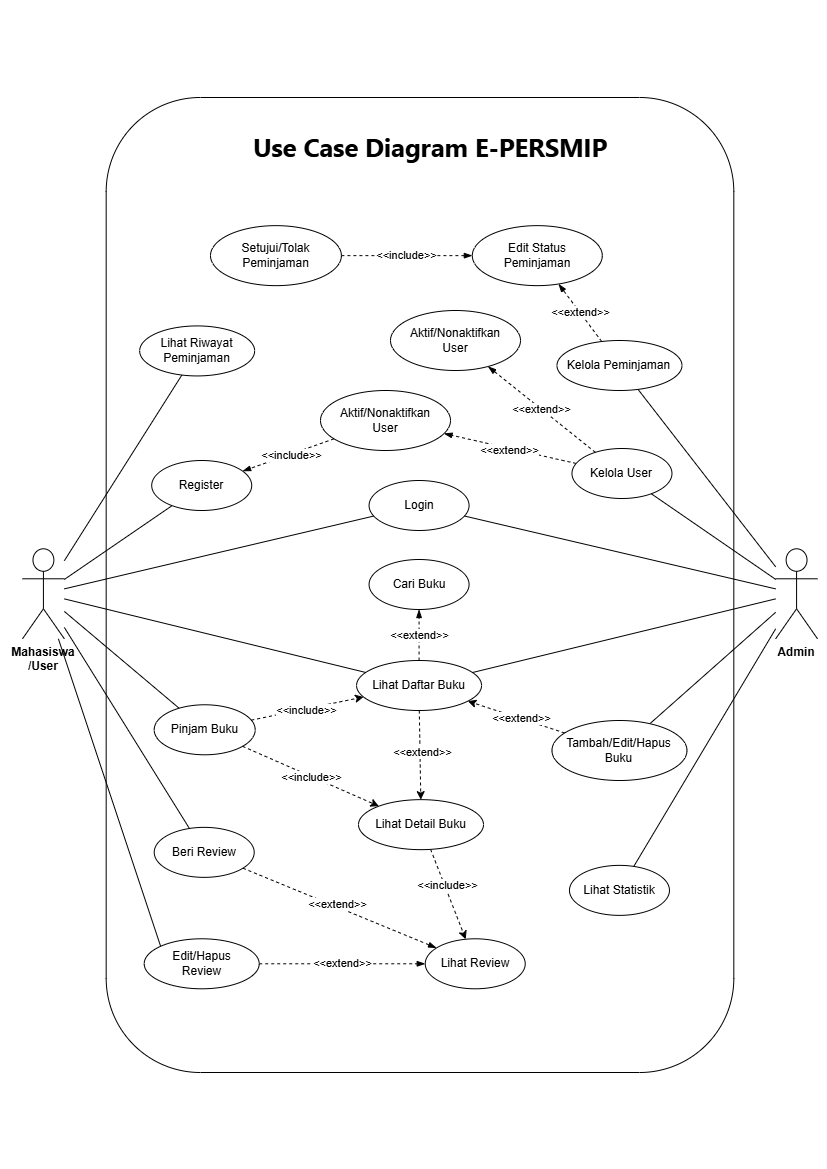 Use Case Diagram E-PERSMIP
Setujui/Tolak
Peminjaman
<<include>>
Edit Status
Peminjaman
<<extend>>
Aktif/Nonaktifkan
User
Lihat Riwayat
Peminjaman
Kelola Peminjaman
<<extend>>
Aktif/Nonaktifkan
User
<<include>>
<<extend>>
Register
Kelola User
Login
Cari Buku
<<extend>>
Mahasiswa
/User
Admin
Lihat Daftar Buku
<<include>>
<<extend>>
Pinjam Buku
Tambah/Edit/Hapus
Buku
<<extend>>
<<include>>
Lihat Detail Buku
Beri Review
<<include>>
Lihat Statistik
<<extend>>
Edit/Hapus
Review
<<extend>>
Lihat Review